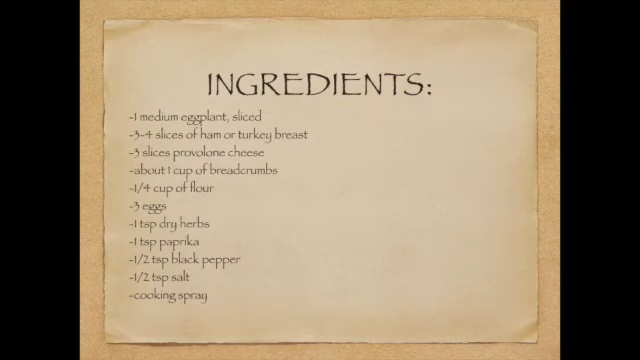 INGREDIENTS:
-1 medium eggplant, sliced
-3-4 slices of ham or turkey breast
-3 slices provolone cheese
-about 1 cup of breadcrumbs
-1/4 cup of flour
-3 eggs
-1 tsp dry herbs
-1 tsp paprika
-1/2 tsp black pepper
-1/2 tsp salt
-cooking spray